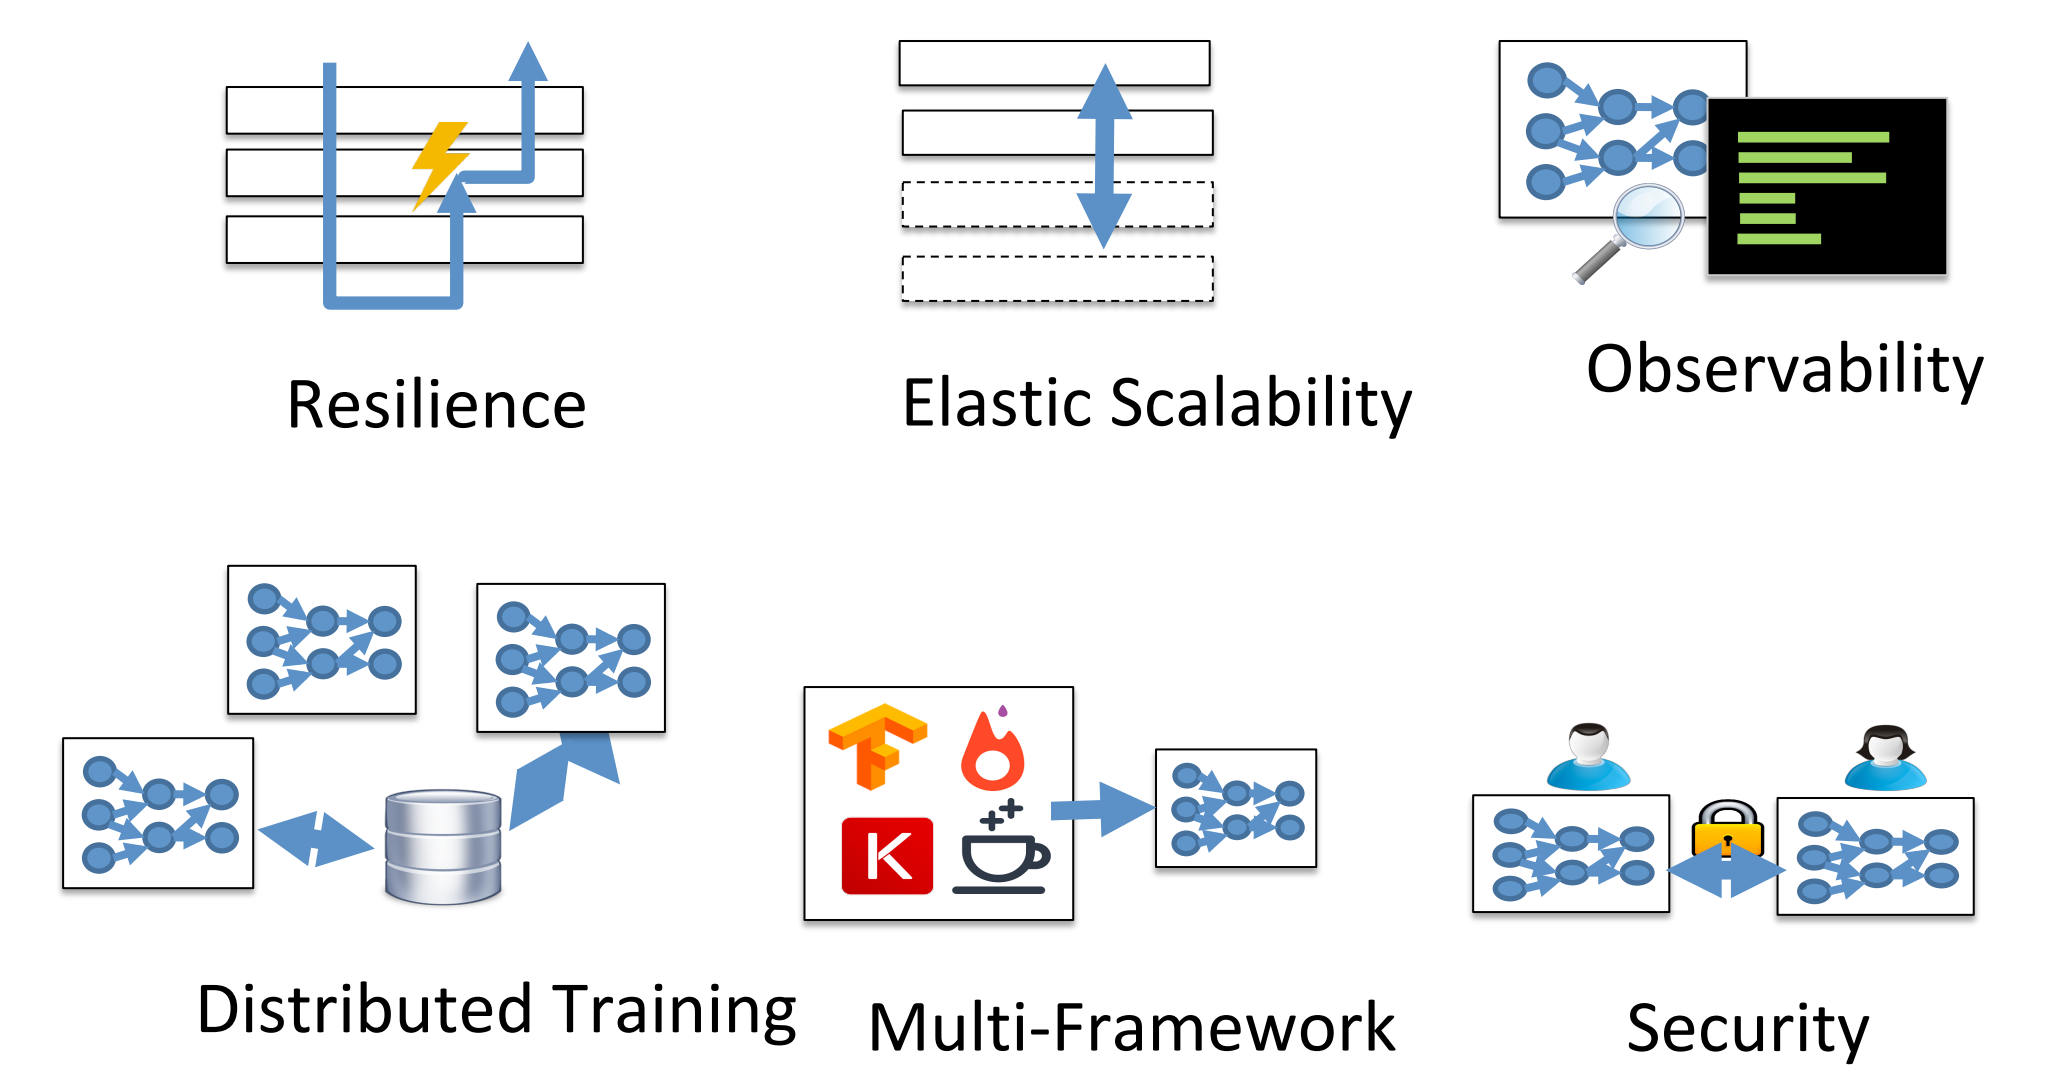 Resilience
Elastic Scalability
Observability
K
Distributed Training
Multi-Framework
Security